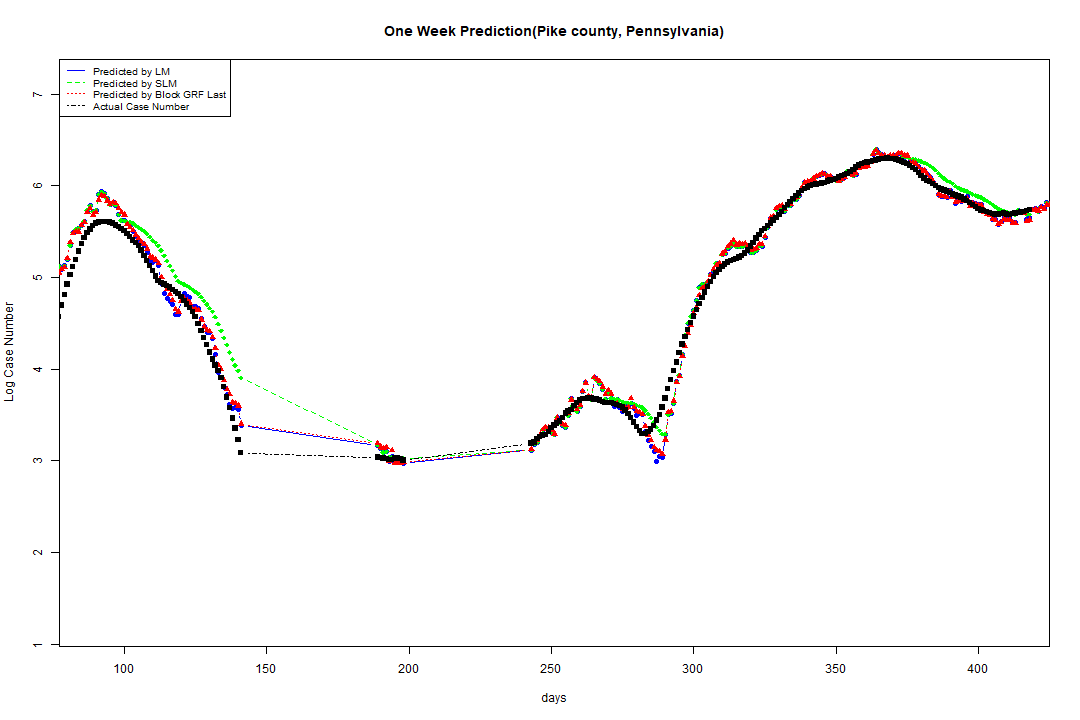 One Week Prediction(Pike county, Pennsylvania)
Predicted by LM
Predicted by SLM
Predicted by Block GRF Last
Actual Case Number
7
6
5
4
3
2
1
Log Case Number
100 150 200 250 300 350 400
days